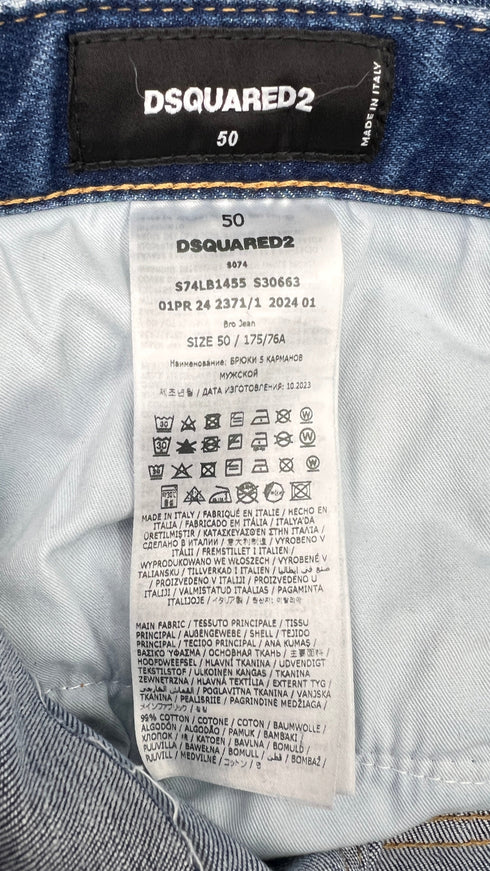 DSQUARED2
50
MADE IN ITALY
50
DSQUARED2
S074
S74LB1455 S30663
01PR 24 2371/1 2024 01
Bro Jean
SIZE 50 / 175/76A
Наименование: БРЮКИ 5 КАРМАНОВ
МУЖСКОЙ
제조년월 / ДАТА ИЗГОТОВЛЕНИЯ: 10.2023
MADE IN ITALY / FABRIQUÉ EN ITALIE / HECHO EN
ITALIA / FABRICADO EM ITÁLIA / ITALYA'DA
ÜRETILMIŞTIR / ΚΑΤΑΣΚΕΥΑΣΘΕΝ ΣΤΗΝ ΙΤΑΛΙΑ /
СДЕЛАНО В ИТАЛИИ / 意大利制造 / VYROBENO V
ITÁLII / FREMSTILLET I ITALIEN /
WYPRODUKOWANO WE WŁOSZECH / VYROBENÉ V
TALIANSKU / TILLVERKAD I ITALIEN / صنع في إيطاليا
/ PROIZVEDENO V ITALIJI / PROIZVEDENO U
ITALIJI / VALMISTATUD ITAALIAS / PAGAMINTA
ITALIJOJE / イタリア製 / 원산지: 이탈리아
MAIN FABRIC / TESSUTO PRINCIPALE / TISSU
PRINCIPAL / AUßENGEWEBE / SHELL / TEJIDO
PRINCIPAL / TECIDO PRINCIPAL / ANA KUMAŞ /
ΒΑΣΙΚΟ ΥΦΑΣΜΑ / ОСНОВНАЯ ТКАНЬ / 主要面料 /
HOOFDWEEFSEL / HLAVNÍ TKANINA / UDVENDIGT
TEKSTILSTOF / ULKOINEN KANGAS / TKANINA
ZEWNĘTRZNA / HLAVNÁ TEXTÍLIA / EXTERNT TYG /
القماش الخارجي / POGLAVITNA TKANINA / VANJSKA
TKANINA / PEALISRIIE / PAGRINDINĖ MEDŽIAGA /
メインファブリック / 겉감
98% COTTON / COTONE / COTON / BAUMWOLLE /
ALGODÓN / ALGODÃO / PAMUK / ΒΑΜΒΑΚΙ /
ХЛОПОК / 棉 / KATOEN / BAVLNA / BOMULD /
PUUVILLA / BAWEŁNA / BOMULL / قطن / BOMBAŽ /
PUUVILL / MEDVILNĖ / コットン / 면